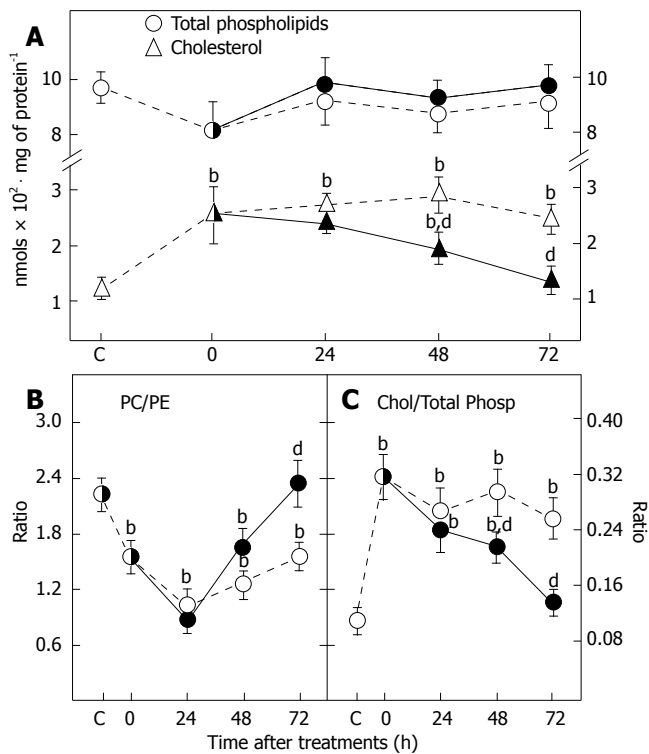 A
Total phospholipids
Cholesterol
nmols × 10² · mg of protein⁻¹
10
8
3
2
1
10
8
3
2
1
b
b
b
b
b,d
d
C
0
24
48
72
B
PC/PE
Ratio
3.0
2.4
1.8
1.2
0.6
b
b
b
b
b
d
C
0
24
48
72
C
Chol/Total Phosp
0.40
0.32
0.24
0.16
0.08
Ratio
b
b
b
b
b
b,d
d
C
0
24
48
72
Time after treatments (h)